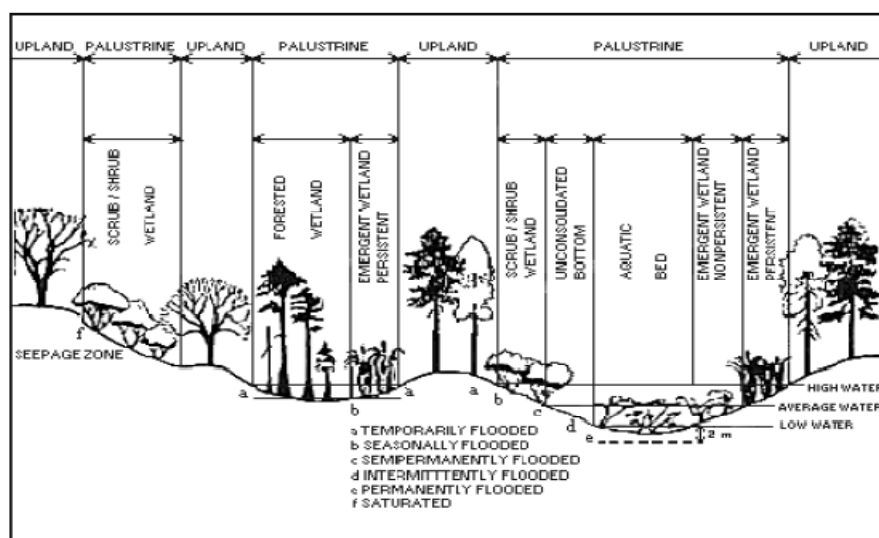 UPLAND PALUSTRINE UPLAND PALUSTRINE UPLAND PALUSTRINE UPLAND
SCRUB / SHRUB
WETLAND
FORESTED
WETLAND
EMERGENT WETLAND
PERSISTENT
SCRUB / SHRUB
WETLAND
UNCONSOLIDATED
BOTTOM
AQUATIC
BED
EMERGENT WETLAND
NONPERSISTENT
EMERGENT WETLAND
PERSISTENT
f
SEEPAGE ZONE
a
b
a
a
b
c
d
e
HIGH WATER
AVERAGE WATER
LOW WATER
2 m
a TEMPORARILY FLOODED
b SEASONALLY FLOODED
c SEMIPERMANENTLY FLOODED
d INTERMITTTENTLY FLOODED
e PERMANENTLY FLOODED
f SATURATED